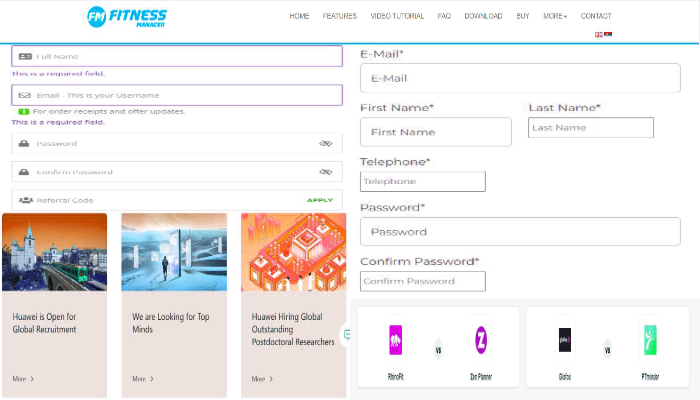 FM FITNESS
MANAGER
HOME FEATURES VIDEO TUTORIAL FAQ DOWNLOAD BUY MORE CONTACT
Full Name
This is a required field.
Email - This is your Username
For order receipts and offer updates.
This is a required field.
Password
Confirm Password
Referral Code APPLY
E-Mail*
E-Mail
First Name* Last Name*
First Name Last Name
Telephone*
Telephone
Password*
Password
Confirm Password*
Confirm Password
Huawei is Open for
Global Recruitment
More
We are Looking for Top
Minds
More
Huawei Hiring Global
Outstanding
Postdoctoral Researchers
More
VS
RhinoFit Zen Planner
glofox VS
Glofox PTminder